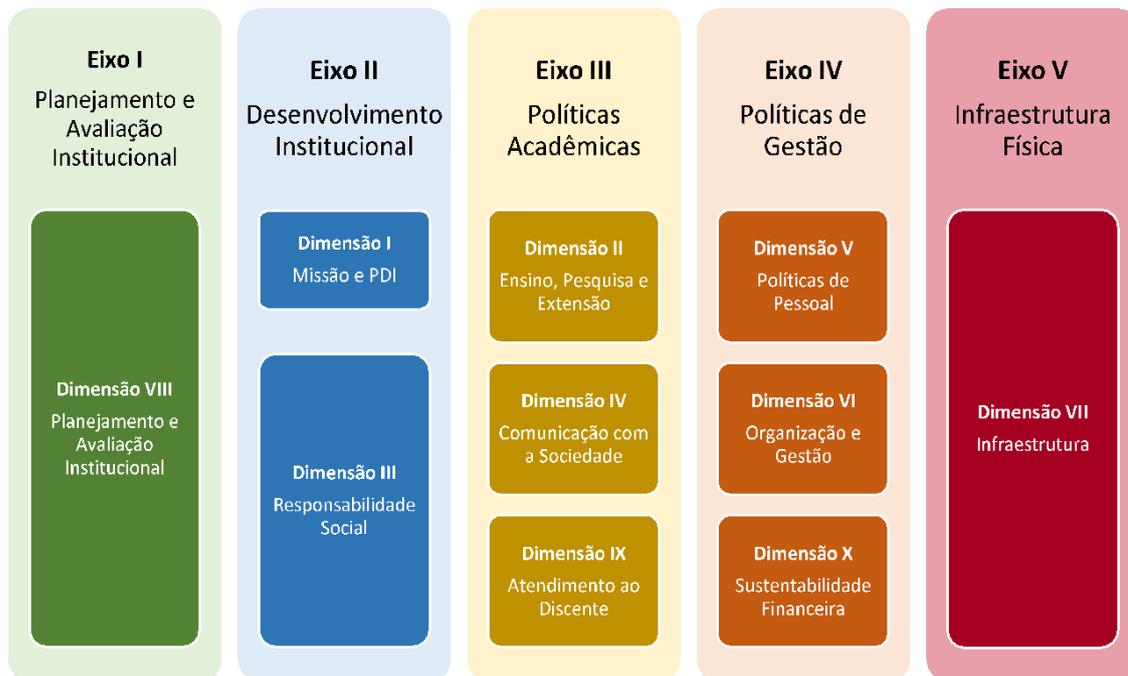 Eixo I
Planejamento e
Avaliação
Institucional
Dimensão VIII
Planejamento e
Avaliação
Institucional
Eixo II
Desenvolvimento
Institucional
Dimensão I
Missão e PDI
Dimensão III
Responsabilidade
Social
Eixo III
Políticas
Acadêmicas
Dimensão II
Ensino, Pesquisa e
Extensão
Dimensão IV
Comunicação com
a Sociedade
Dimensão IX
Atendimento ao
Discente
Eixo IV
Políticas de
Gestão
Dimensão V
Políticas de
Pessoal
Dimensão VI
Organização e
Gestão
Dimensão X
Sustentabilidade
Financeira
Eixo V
Infraestrutura
Física
Dimensão VII
Infraestrutura